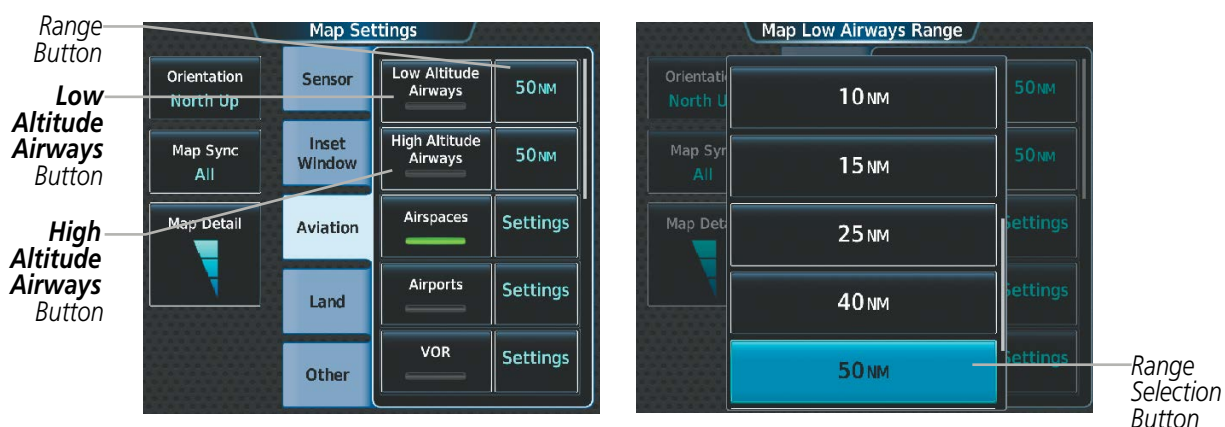 Range
Button
Low
Altitude
Airways
Button
High
Altitude
Airways
Button
Map Settings
Orientation
North Up
Map Sync
All
Map Detail
Sensor
Inset
Window
Aviation
Land
Other
Low Altitude
Airways
50NM
High Altitude
Airways
50NM
Airspaces
Settings
Airports
Settings
VOR
Settings
Map Low Airways Range
Orientati
North U
Map Syn
All
Map Deta
10NM
15NM
25NM
40NM
50NM
50NM
50NM
Settings
Settings
Settings
Range
Selection
Button